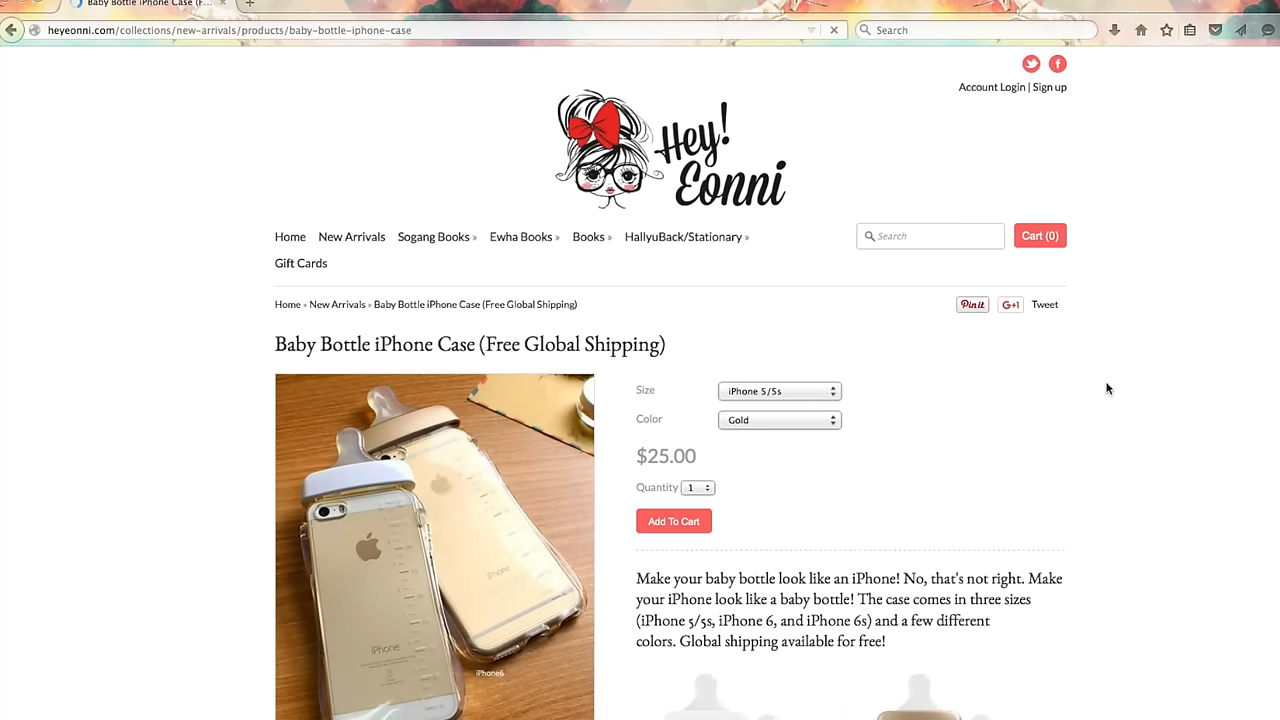 Baby Bottle iPhone Case (F...
heyeonni.com/collections/new-arrivals/products/baby-bottle-iphone-case
Search
Account Login | Sign up
Hey!
Eonni
Home New Arrivals Sogang Books » Ewha Books » Books » HallyuBack/Stationary »
Search
Cart (0)
Gift Cards
Home » New Arrivals » Baby Bottle iPhone Case (Free Global Shipping)
Pin it
G+1
Tweet
Baby Bottle iPhone Case (Free Global Shipping)
Size iPhone 5/5s
Color Gold
$25.00
Quantity 1
Add To Cart
Make your baby bottle look like an iPhone! No, that's not right. Make
your iPhone look like a baby bottle! The case comes in three sizes
(iPhone 5/5s, iPhone 6, and iPhone 6s) and a few different
colors. Global shipping available for free!
iPhone
iPhone
iPhone6